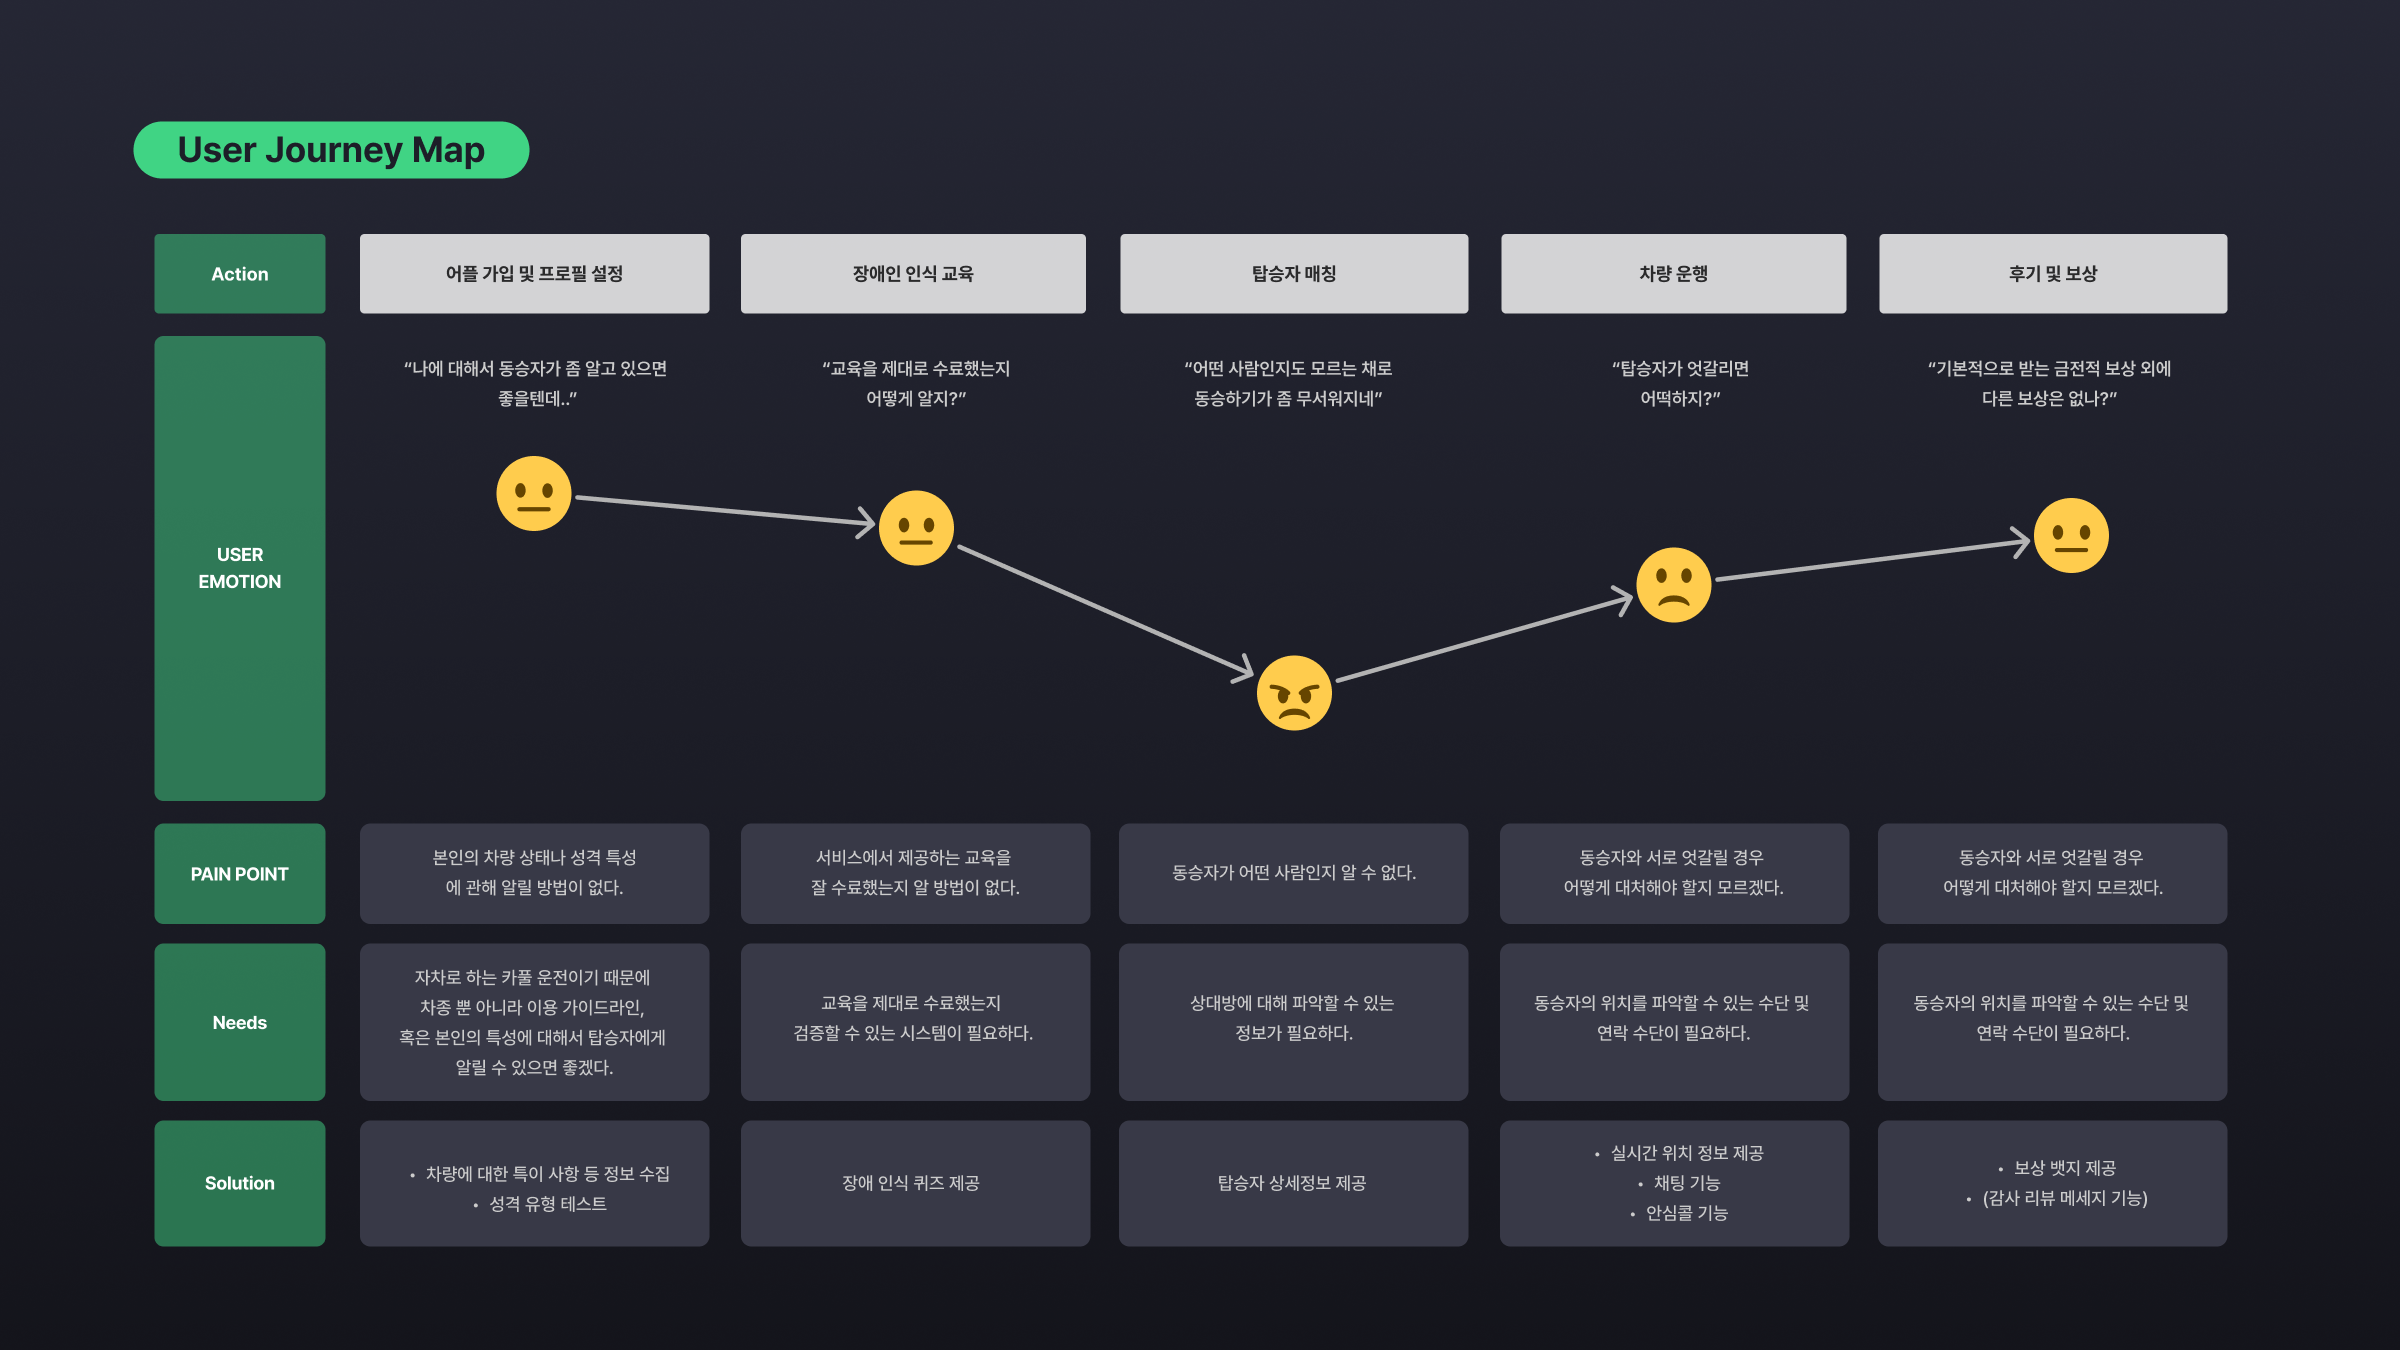 User Journey Map
Action
어플 가입 및 프로필 설정
장애인 인식 교육
탑승자 매칭
차량 운행
후기 및 보상
USER
EMOTION
“나에 대해서 동승자가 좀 알고 있으면
좋을텐데..”
“교육을 제대로 수료했는지
어떻게 알지?”
“어떤 사람인지도 모르는 채로
동승하기가 좀 무서워지네”
“탑승자가 엇갈리면
어떡하지?”
“기본적으로 받는 금전적 보상 외에
다른 보상은 없나?”
PAIN POINT
본인의 차량 상태나 성격 특성
에 관해 알릴 방법이 없다.
서비스에서 제공하는 교육을
잘 수료했는지 알 방법이 없다.
동승자가 어떤 사람인지 알 수 없다.
동승자와 서로 엇갈릴 경우
어떻게 대처해야 할지 모르겠다.
동승자와 서로 엇갈릴 경우
어떻게 대처해야 할지 모르겠다.
Needs
자차로 하는 카풀 운전이기 때문에
차종 뿐 아니라 이용 가이드라인,
혹은 본인의 특성에 대해서 탑승자에게
알릴 수 있으면 좋겠다.
교육을 제대로 수료했는지
검증할 수 있는 시스템이 필요하다.
상대방에 대해 파악할 수 있는
정보가 필요하다.
동승자의 위치를 파악할 수 있는 수단 및
연락 수단이 필요하다.
동승자의 위치를 파악할 수 있는 수단 및
연락 수단이 필요하다.
Solution
• 차량에 대한 특이 사항 등 정보 수집
• 성격 유형 테스트
장애 인식 퀴즈 제공
탑승자 상세정보 제공
• 실시간 위치 정보 제공
• 채팅 기능
• 안심콜 기능
• 보상 뱃지 제공
• (감사 리뷰 메세지 기능)